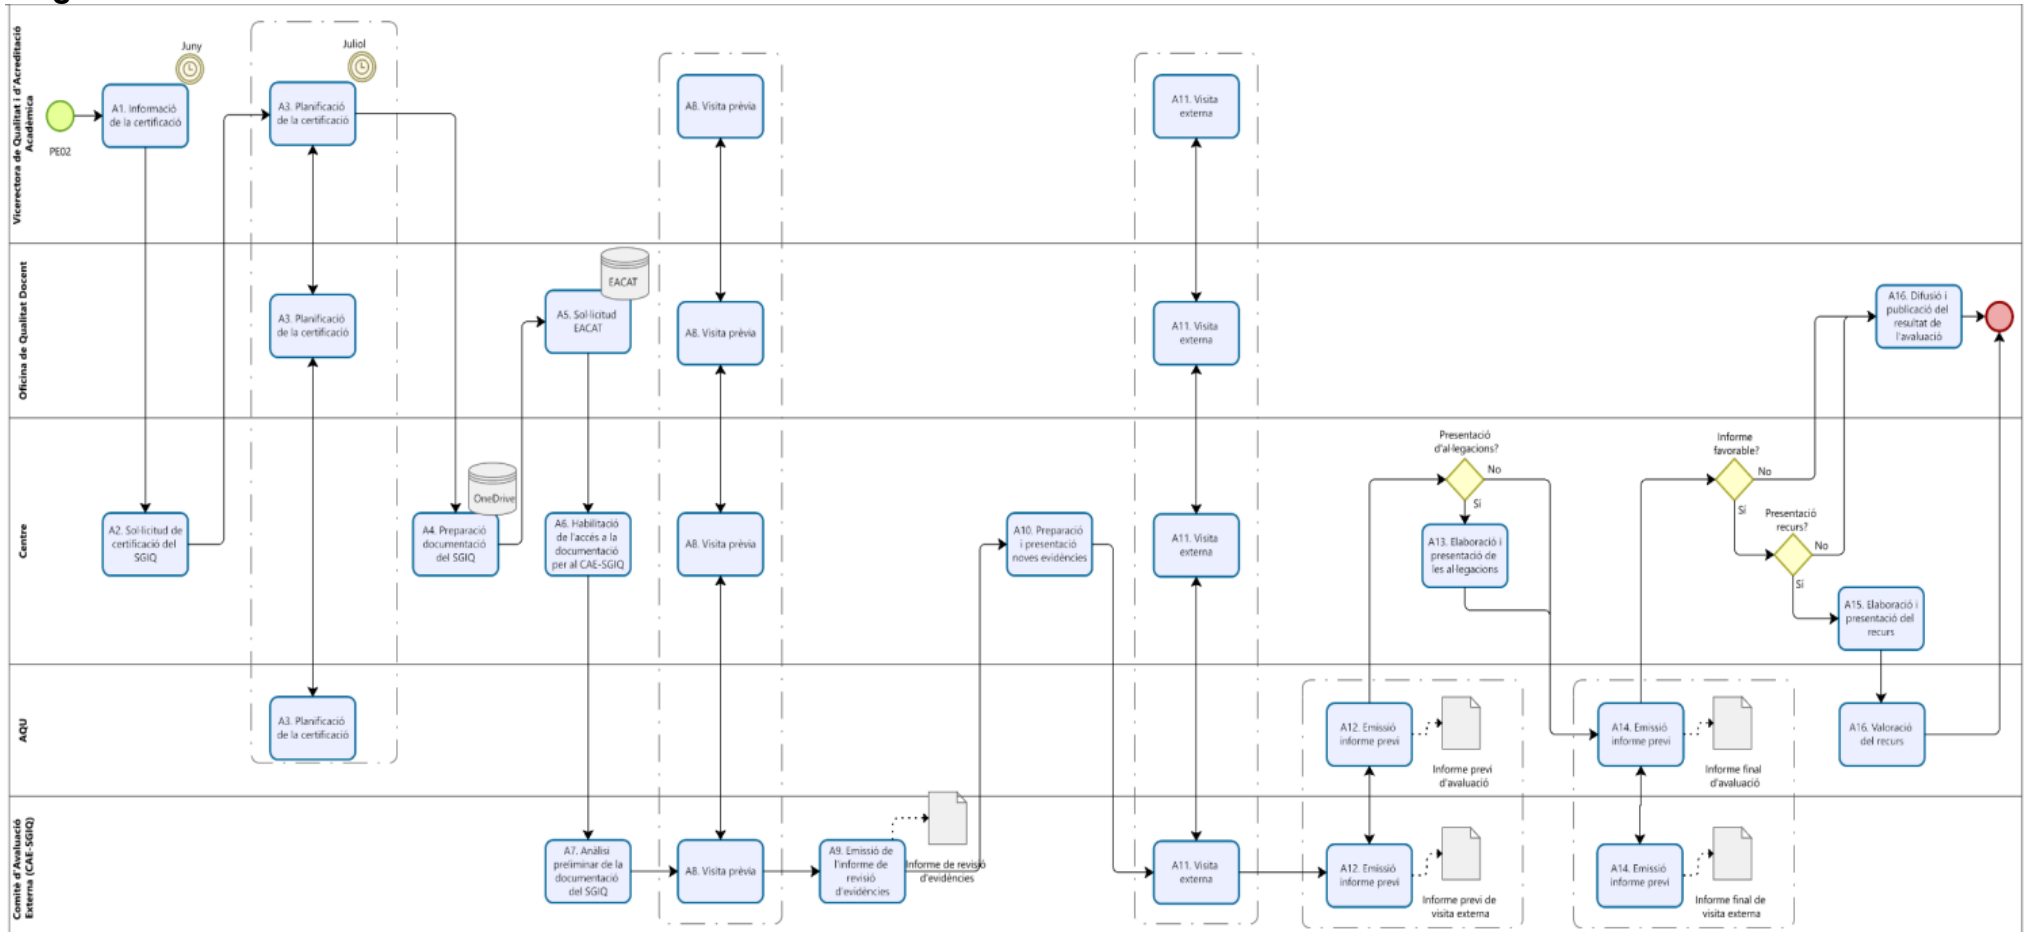 Vicerectora de Qualitat i d'Acreditació
Acadèmica
PE02
Juny
A1. Informació
de la certificació
Juliol
A3. Planificació
de la certificació
A8. Visita prèvia
A11. Visita
externa
Oficina de Qualitat Docent
A3. Planificació
de la certificació
EACAT
A5. Sol·licitud
EACAT
A8. Visita prèvia
A11. Visita
externa
A16. Difusió i
publicació del
resultat de
l'avaluació
Centre
A2. Sol·licitud de
certificació del
SGIQ
OneDrive
A4. Preparació
documentació
del SGIQ
A6. Habilitació
de l'accés a la
documentació
per al CAE-SGIQ
A8. Visita prèvia
A10. Preparació
i presentació
noves evidències
A11. Visita
externa
Presentació
d'al·legacions?
No
Sí
A13. Elaboració i
presentació de
les al·legacions
Informe
favorable?
No
Sí
Presentació
recurs?
No
Sí
A15. Elaboració i
presentació del
recurs
AQU
A3. Planificació
de la certificació
A12. Emissió
informe previ
Informe previ
d'avaluació
A14. Emissió
informe previ
Informe final
d'avaluació
A16. Valoració
del recurs
Comitè d'Avaluació
Externa (CAE-SGIQ)
A7. Anàlisi
preliminar de la
documentació
del SGIQ
A8. Visita prèvia
A9. Emissió de
l'informe de
revisió
d'evidències
Informe de revisió
d'evidències
A11. Visita
externa
A12. Emissió
informe previ
Informe previ de
visita externa
A14. Emissió
informe previ
Informe final de
visita externa